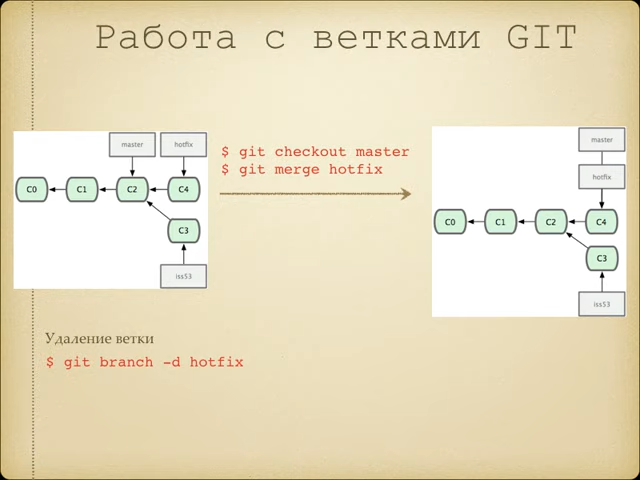 Работа с ветками GIT
master
hotfix
C0
C1
C2
C4
C3
iss53
$ git checkout master
$ git merge hotfix
master
hotfix
C0
C1
C2
C4
C3
iss53
Удаление ветки
$ git branch -d hotfix